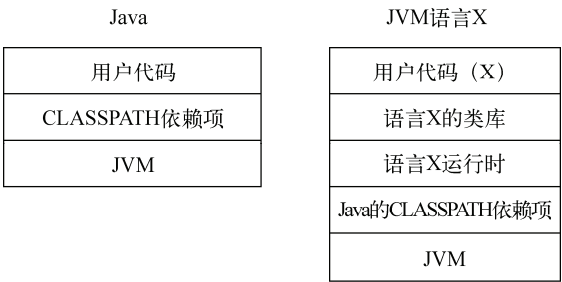 Java
用户代码
CLASSPATH依赖项
JVM
JVM语言X
用户代码（X）
语言X的类库
语言X运行时
Java的CLASSPATH依赖项
JVM